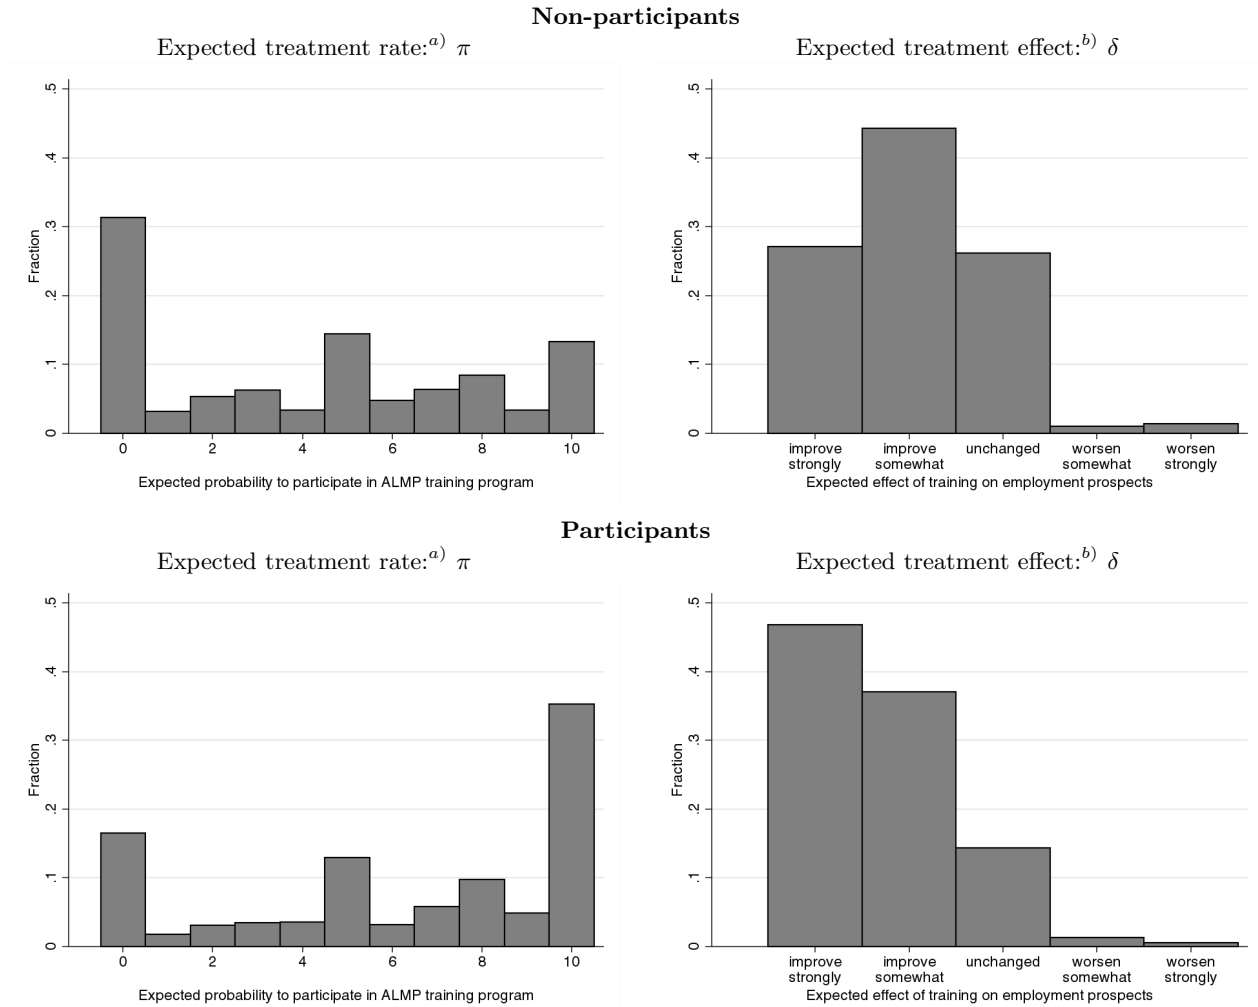 Non-participants
Expected treatment rate:a) π
Expected treatment effect:b) δ
Fraction
.5
.4
.3
.2
.1
0
0 2 4 6 8 10
Expected probability to participate in ALMP training program
Fraction
.5
.4
.3
.2
.1
0
improve strongly
improve somewhat
unchanged
worsen somewhat
worsen strongly
Expected effect of training on employment prospects
Participants
Expected treatment rate:a) π
Expected treatment effect:b) δ
Fraction
.5
.4
.3
.2
.1
0
0 2 4 6 8 10
Expected probability to participate in ALMP training program
Fraction
.5
.4
.3
.2
.1
0
improve strongly
improve somewhat
unchanged
worsen somewhat
worsen strongly
Expected effect of training on employment prospects